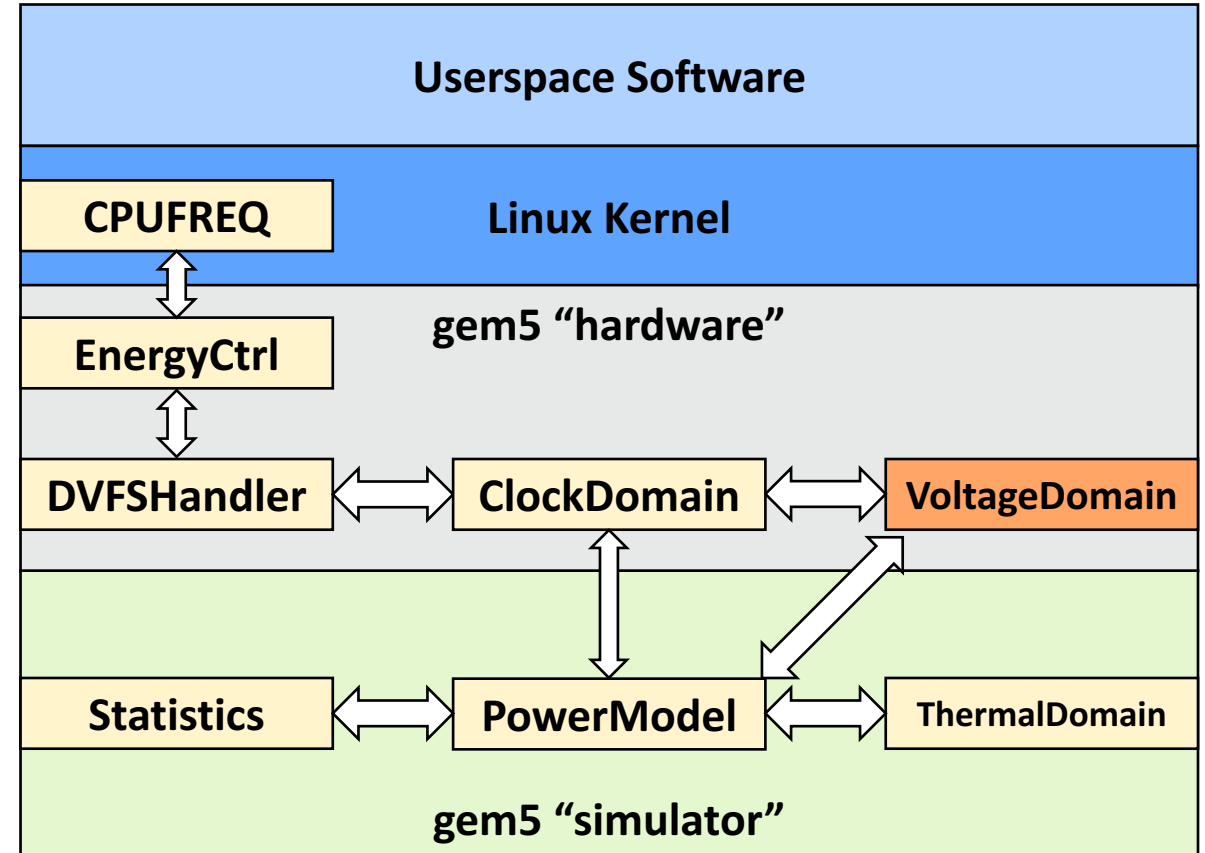 Userspace Software
CPUFREQ
Linux Kernel
gem5 “hardware”
EnergyCtrl
DVFSHandler
ClockDomain
VoltageDomain
Statistics
PowerModel
ThermalDomain
gem5 “simulator”